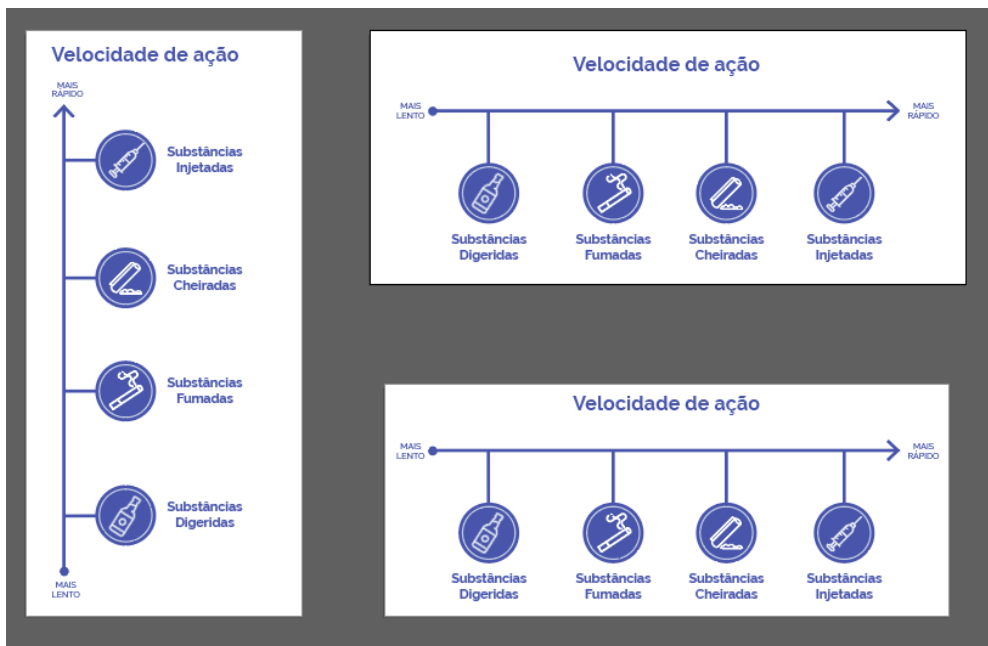 Velocidade de ação
MAIS
RÁPIDO
Substâncias
Injetadas
Substâncias
Cheiradas
Substâncias
Fumadas
Substâncias
Digeridas
MAIS
LENTO
Velocidade de ação
MAIS
LENTO
MAIS
RÁPIDO
Substâncias
Digeridas
Substâncias
Fumadas
Substâncias
Cheiradas
Substâncias
Injetadas
Velocidade de ação
MAIS
LENTO
MAIS
RÁPIDO
Substâncias
Digeridas
Substâncias
Fumadas
Substâncias
Cheiradas
Substâncias
Injetadas